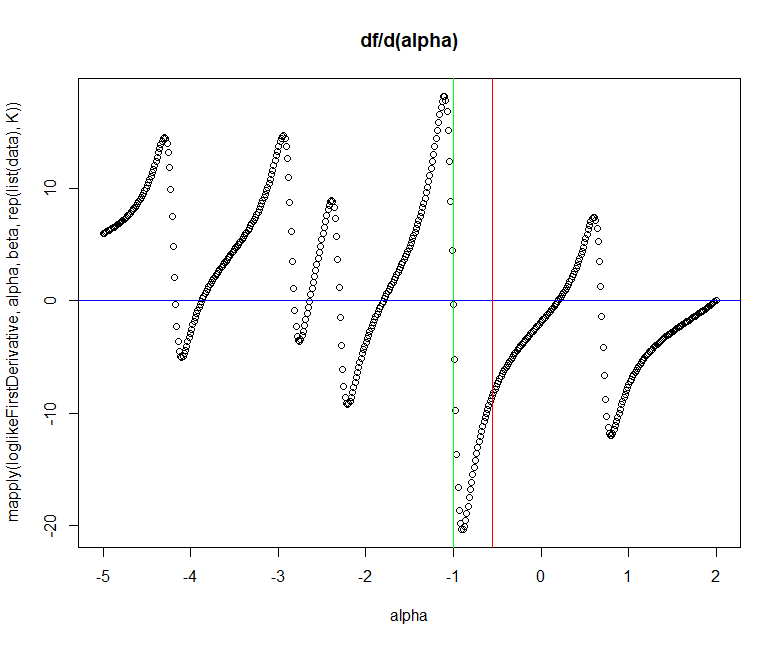 df/d(alpha)
mapply(loglikeFirstDerivative, alpha, beta, rep(list(data), K))
10
0
-10
-20
-5 -4 -3 -2 -1 0 1 2
alpha